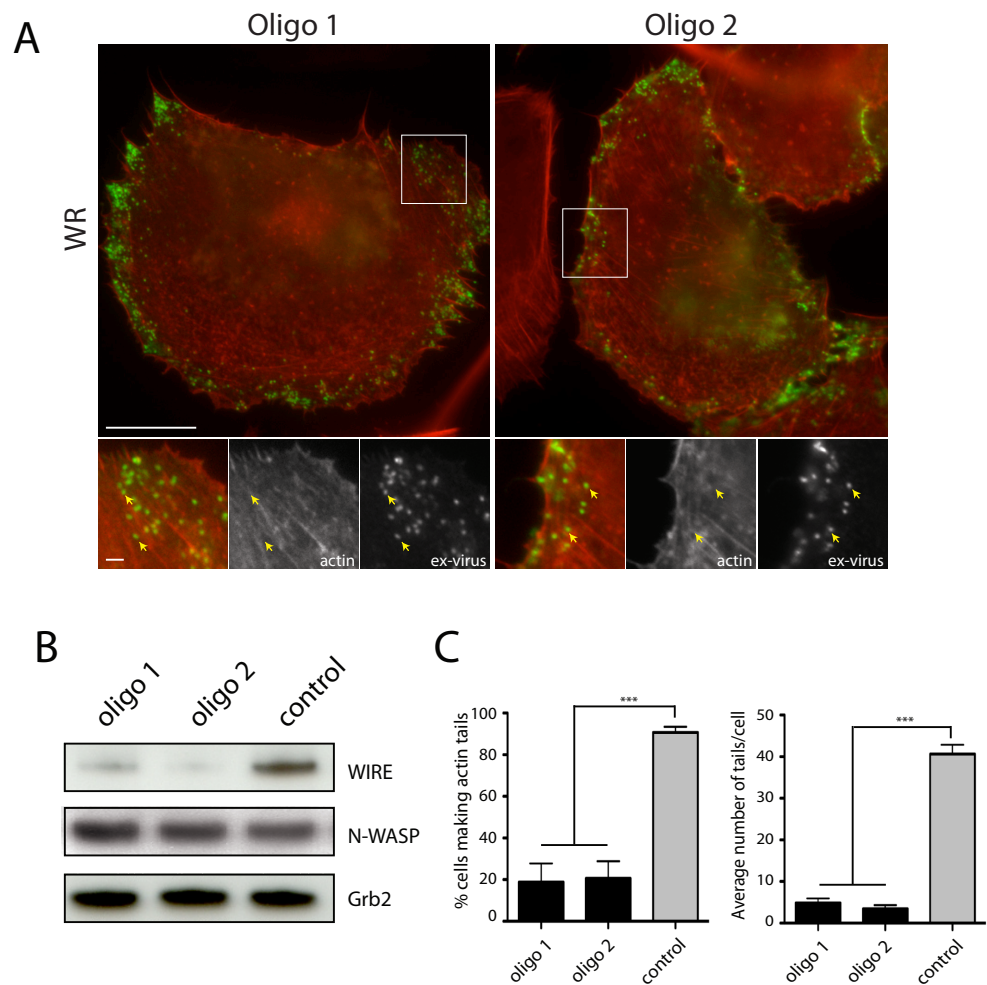 A
Oligo 1
Oligo 2
WR
actin
ex-virus
actin
ex-virus
B
oligo 1
oligo 2
control
WIRE
N-WASP
Grb2
C
% cells making actin tails
100
80
60
40
20
0
***
oligo 1
oligo 2
control
Average number of tails/cell
50
40
30
20
10
0
***
oligo 1
oligo 2
control